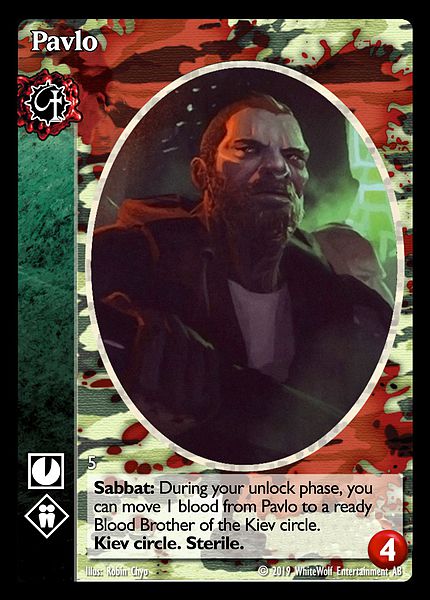 Pavlo
5
Sabbat: During your unlock phase, you
can move 1 blood from Pavlo to a ready
Blood Brother of the Kiev circle.
Kiev circle. Sterile.
4
Illus: Robin Chyo
© 2019 WhiteWolf Entertainment AB